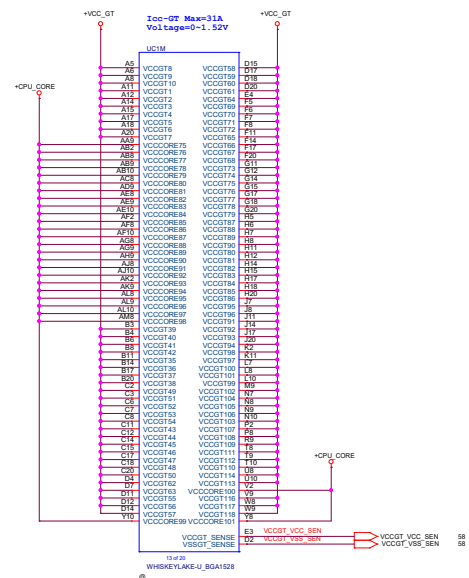 +VCC_GT
Icc-GT Max=31A
Voltage=0~1.52V
+VCC_GT
UC1M
+CPU_CORE
A5 VCCGT8 VCCGT58 D15
A6 VCCGT9 VCCGT59 D17
A8 VCCGT10 VCCGT60 D18
A11 VCCGT1 VCCGT61 D20
A12 VCCGT2 VCCGT64 E4
A14 VCCGT3 VCCGT69 F5
A15 VCCGT4 VCCGT70 F6
A17 VCCGT5 VCCGT71 F7
A18 VCCGT6 VCCGT72 F8
A20 VCCGT7 VCCGT65 F11
AA9 VCCCORE75 VCCGT66 F14
AB2 VCCCORE76 VCCGT67 F17
AB8 VCCCORE77 VCCGT68 F20
AB9 VCCCORE78 VCCGT73 G11
AB10 VCCCORE79 VCCGT74 G12
AC8 VCCCORE80 VCCGT75 G14
AD9 VCCCORE81 VCCGT76 G15
AE8 VCCCORE82 VCCGT77 G17
AE9 VCCCORE83 VCCGT78 G18
AE10 VCCCORE84 VCCGT79 G20
AF2 VCCCORE85 VCCGT87 H5
AF8 VCCCORE86 VCCGT88 H6
AF10 VCCCORE87 VCCGT89 H7
AG8 VCCCORE88 VCCGT90 H8
AG9 VCCCORE89 VCCGT80 H11
AH9 VCCCORE90 VCCGT81 H12
AJ8 VCCCORE91 VCCGT82 H14
AJ10 VCCCORE92 VCCGT83 H15
AK2 VCCCORE93 VCCGT84 H17
AK9 VCCCORE94 VCCGT85 H18
AL8 VCCCORE95 VCCGT86 H20
AL9 VCCCORE96 VCCGT95 J7
AL10 VCCCORE97 VCCGT96 J8
AM8 VCCCORE98 VCCGT91 J11
B3 VCCGT39 VCCGT92 J14
B4 VCCGT40 VCCGT93 J17
B6 VCCGT41 VCCGT94 J20
B8 VCCGT42 VCCGT98 K2
B11 VCCGT35 VCCGT97 K11
B14 VCCGT36 VCCGT100 L7
B17 VCCGT37 VCCGT101 L8
B20 VCCGT38 VCCGT99 L10
C2 VCCGT49 VCCGT102 M9
C3 VCCGT51 VCCGT104 N7
C6 VCCGT52 VCCGT105 N8
C7 VCCGT53 VCCGT106 N9
C8 VCCGT54 VCCGT103 N10
C11 VCCGT43 VCCGT107 P2
C12 VCCGT44 VCCGT108 P8
C14 VCCGT45 VCCGT109 R9
C15 VCCGT46 VCCGT111 T8
C17 VCCGT47 VCCGT112 T9
C18 VCCGT48 VCCGT110 T10
C20 VCCGT50 VCCGT114 U8
D4 VCCGT62 VCCGT113 U10
D7 VCCGT63 VCCCORE100 V2
D11 VCCGT55 VCCGT116 V9
D12 VCCGT56 VCCGT117 W8
D14 VCCGT57 VCCGT118 W9
Y10 VCCCORE99 VCCCORE101 Y8
+CPU_CORE
VCCGT_SENSE E3 VCCGT_VCC_SEN VCCGT_VCC_SEN 58
VSSGT_SENSE D2 VCCGT_VSS_SEN VCCGT_VSS_SEN 58
13 of 20
WHISKEYLAKE-U_BGA1528
@